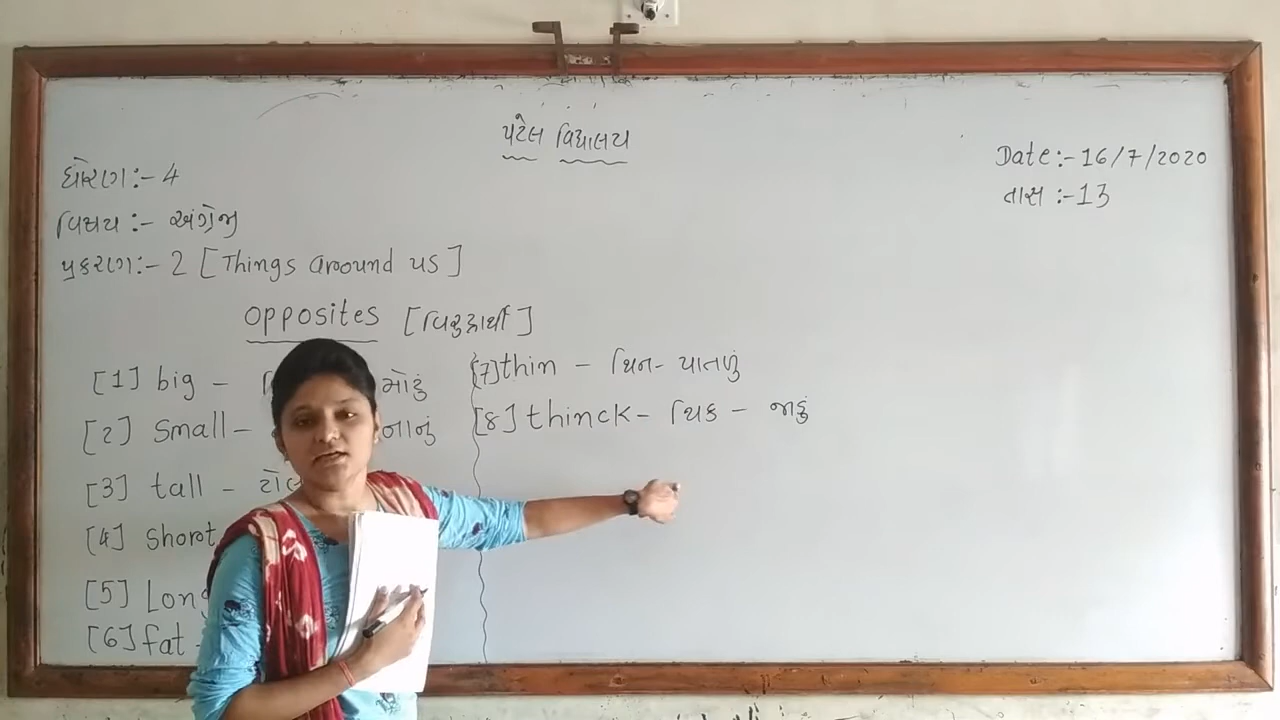 પટેલ વિદ્યાલય
Date:- 16/7/2020
ધોરણ:- 4
તાસ :- 13
વિષય :- અંગ્રેજી
પ્રકરણ:- 2 [Things around us]
opposites [વિરુદ્ધાર્થી]
[1] big - મોટું
[2] Small - નાનું
[3] tall - ટોલ
[4] Short
[5] Long
[6] fat -
[7] thin - થિન - પાતળું
[8] thinck - થિક - જાડું